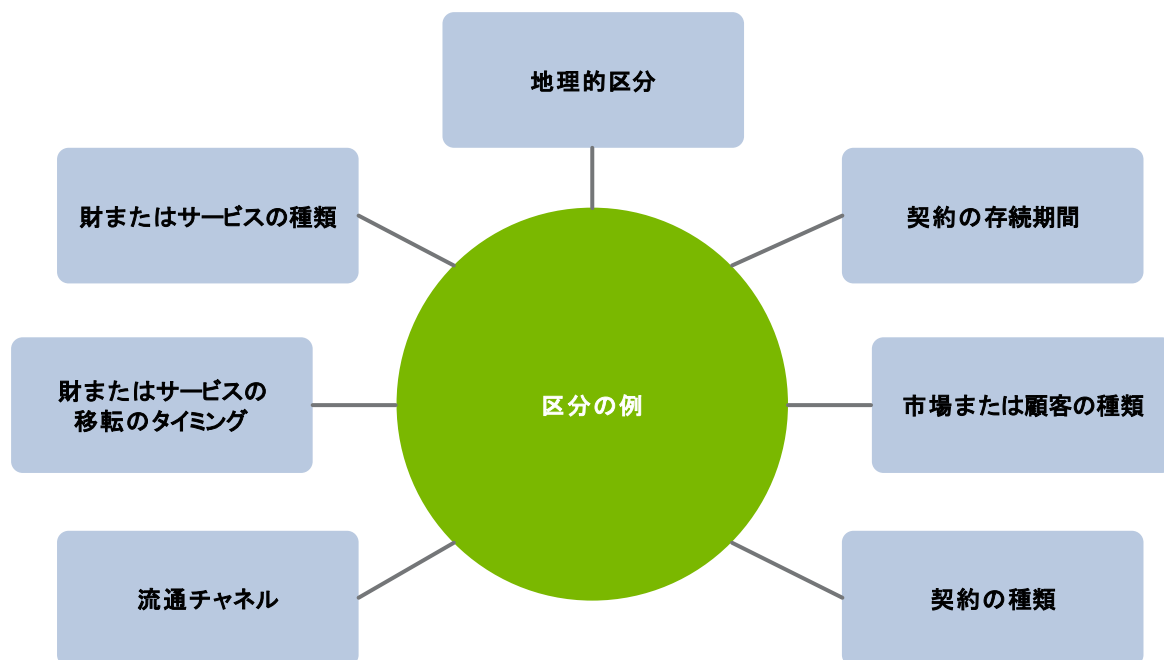 地理的区分
財またはサービスの種類
契約の存続期間
財またはサービスの
移転のタイミング
区分の例
市場または顧客の種類
流通チャネル
契約の種類